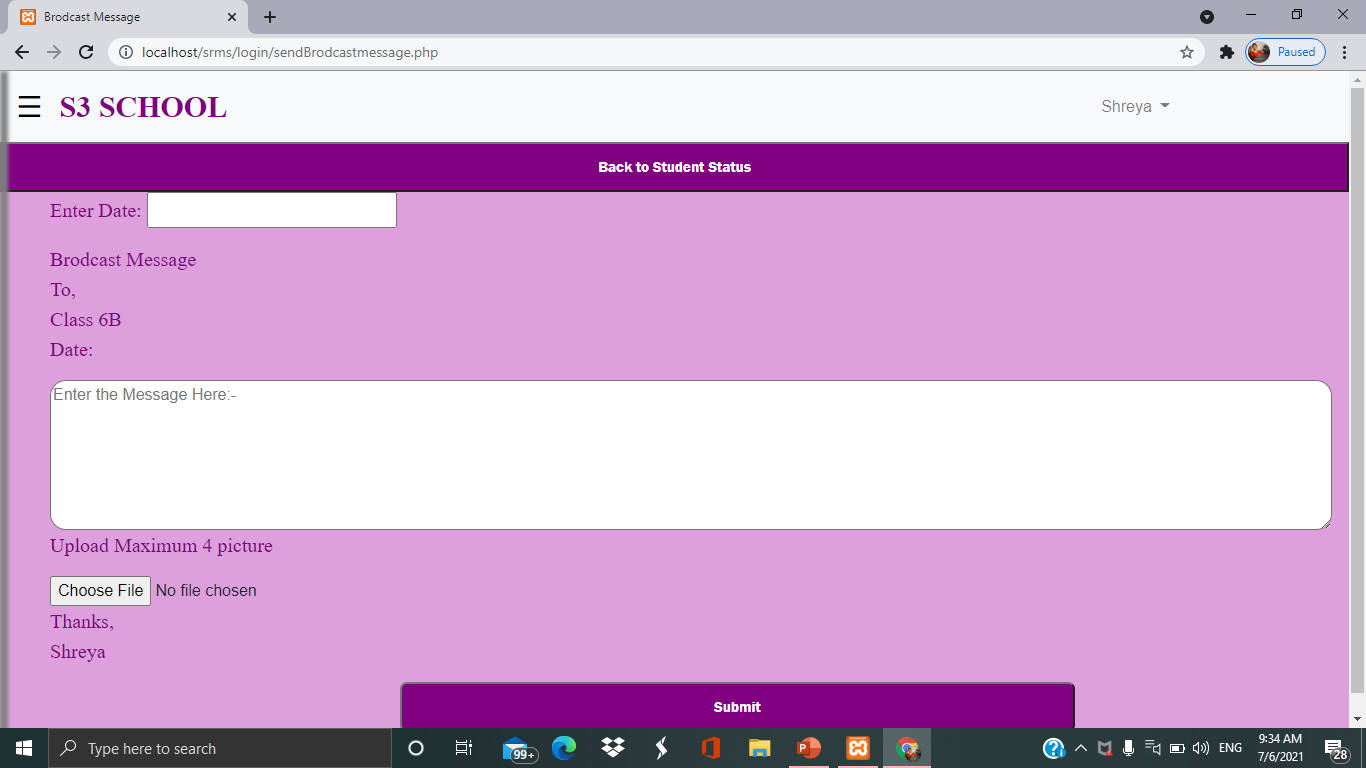 Brodcast Message
localhost/srms/login/sendBrodcastmessage.php
Paused
S3 SCHOOL
Shreya
Back to Student Status
Enter Date:
Brodcast Message
To,
Class 6B
Date:
Enter the Message Here:-
Upload Maximum 4 picture
Choose File No file chosen
Thanks,
Shreya
Submit
Type here to search
99+
ENG
9:34 AM
7/6/2021
28